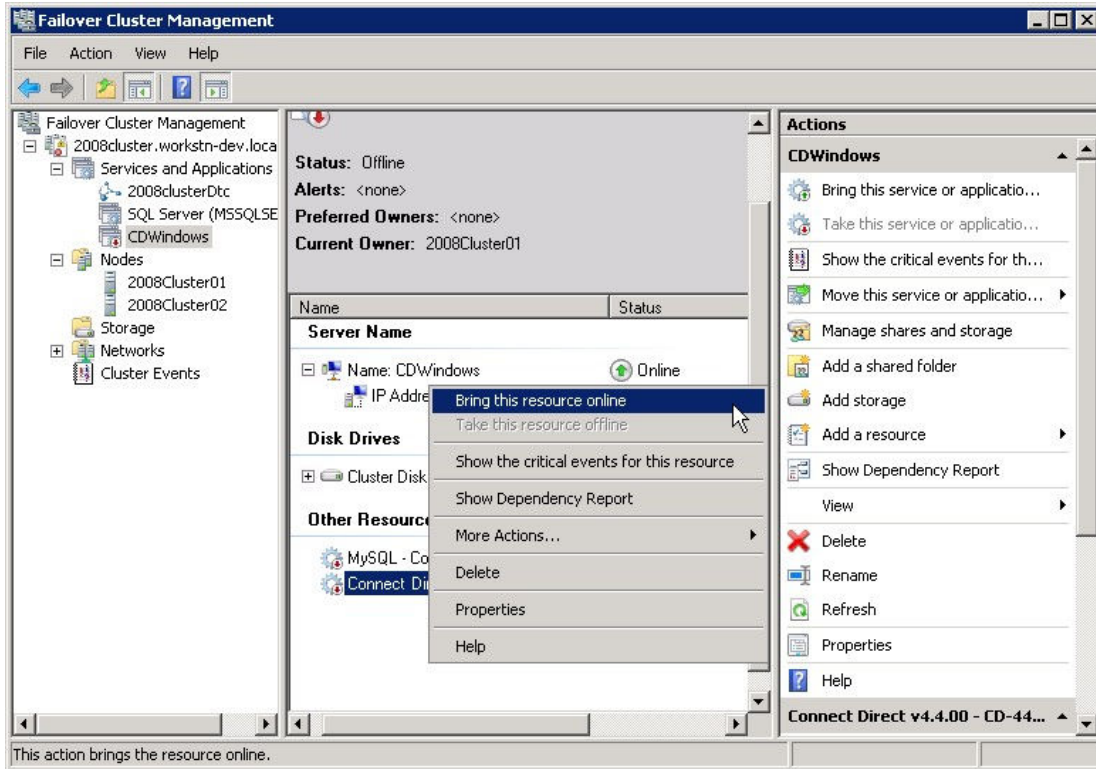 Failover Cluster Management
File Action View Help
Failover Cluster Management
2008cluster.workstn-dev.loca
Services and Applications
2008clusterDtc
SQL Server (MSSQLSE
CDWindows
Nodes
2008Cluster01
2008Cluster02
Storage
Networks
Cluster Events
Status: Offline
Alerts: <none>
Preferred Owners: <none>
Current Owner: 2008Cluster01
Name Status
Server Name
Name: CDWindows Online
IP Addre
Disk Drives
Cluster Disk
Other Resourc
MySQL - Co
Connect Di
Bring this resource online
Take this resource offline
Show the critical events for this resource
Show Dependency Report
More Actions...
Delete
Properties
Help
Actions
CDWindows
Bring this service or applicatio...
Take this service or applicatio...
Show the critical events for th...
Move this service or applicatio...
Manage shares and storage
Add a shared folder
Add storage
Add a resource
Show Dependency Report
View
Delete
Rename
Refresh
Properties
Help
Connect Direct v4.4.00 - CD-44...
This action brings the resource online.